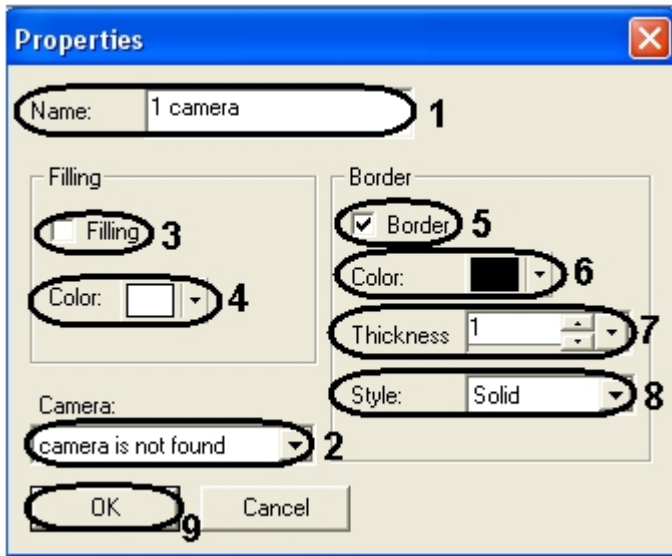 Properties
Name: 1 camera 1
Filling
Filling 3
Color: 4
Camera:
camera is not found 2
Border
Border 5
Color: 6
Thickness 1 7
Style: Solid 8
OK 9
Cancel